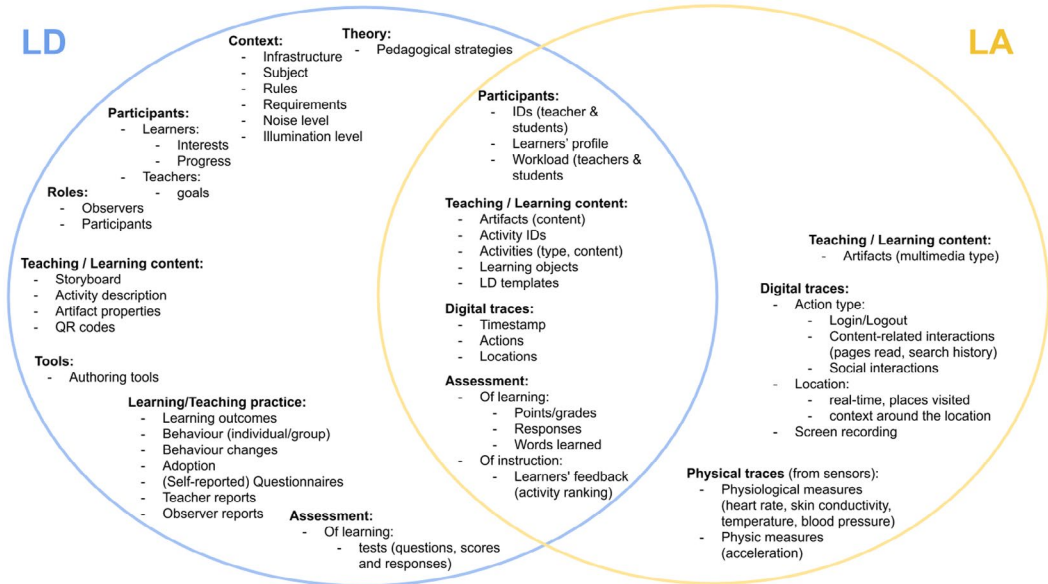 LD
LA
Theory:
- Pedagogical strategies
Context:
- Infrastructure
- Subject
- Rules
- Requirements
- Noise level
- Illumination level
Participants:
- Learners:
- Interests
- Progress
- Teachers:
- goals
Roles:
- Observers
- Participants
Teaching / Learning content:
- Storyboard
- Activity description
- Artifact properties
- QR codes
Tools:
- Authoring tools
Learning/Teaching practice:
- Learning outcomes
- Behaviour (individual/group)
- Behaviour changes
- Adoption
- (Self-reported) Questionnaires
- Teacher reports
- Observer reports
Assessment:
- Of learning:
- tests (questions, scores
and responses)
Participants:
- IDs (teacher &
students)
- Learners' profile
- Workload (teachers &
students
Teaching / Learning content:
- Artifacts (content)
- Activity IDs
- Activities (type, content)
- Learning objects
- LD templates
Digital traces:
- Timestamp
- Actions
- Locations
Assessment:
- Of learning:
- Points/grades
- Responses
- Words learned
- Of instruction:
- Learners' feedback
(activity ranking)
Teaching / Learning content:
- Artifacts (multimedia type)
Digital traces:
- Action type:
- Login/Logout
- Content-related interactions
(pages read, search history)
- Social interactions
- Location:
- real-time, places visited
- context around the location
- Screen recording
Physical traces (from sensors):
- Physiological measures
(heart rate, skin conductivity,
temperature, blood pressure)
- Physic measures
(acceleration)